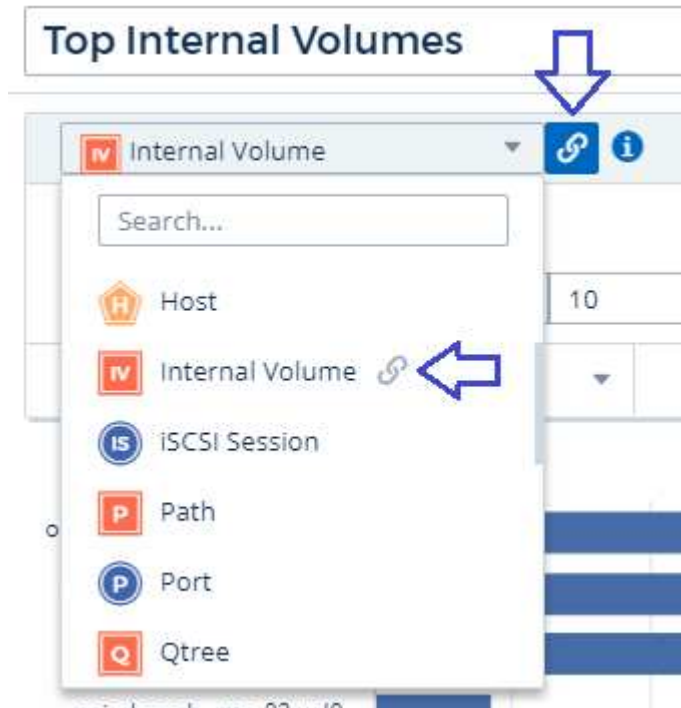 Top Internal Volumes
IV Internal Volume i
Search...
H Host
10
IV Internal Volume
IS iSCSI Session
P Path
P Port
Q Qtree